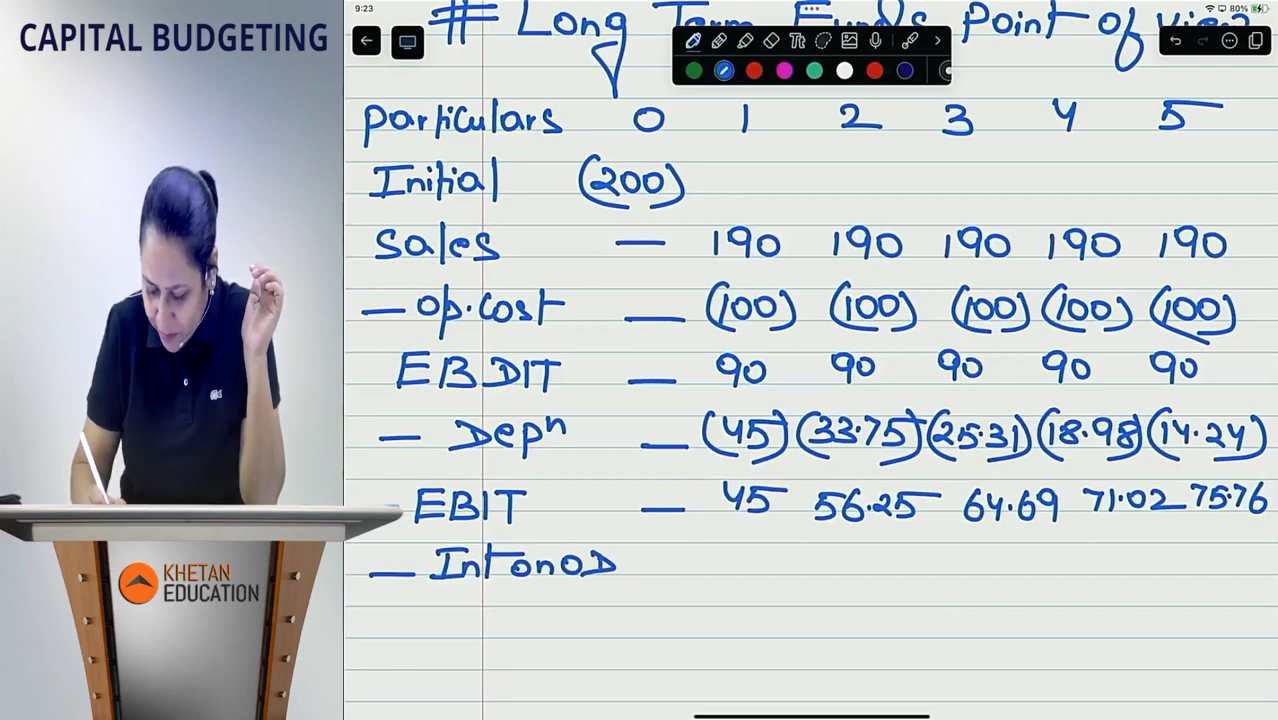 CAPITAL BUDGETING
9:23
80%
# Long Term Funds Point of view
Particulars 0 1 2 3 4 5
Initial (200)
Sales — 190 190 190 190 190
— Op.cost — (100) (100) (100) (100) (100)
EBDIT — 90 90 90 90 90
— Depⁿ — (45) (33.75) (25.31) (18.98) (14.24)
EBIT — 45 56.25 64.69 71.02 75.76
— Int on OD
KHETAN
EDUCATION